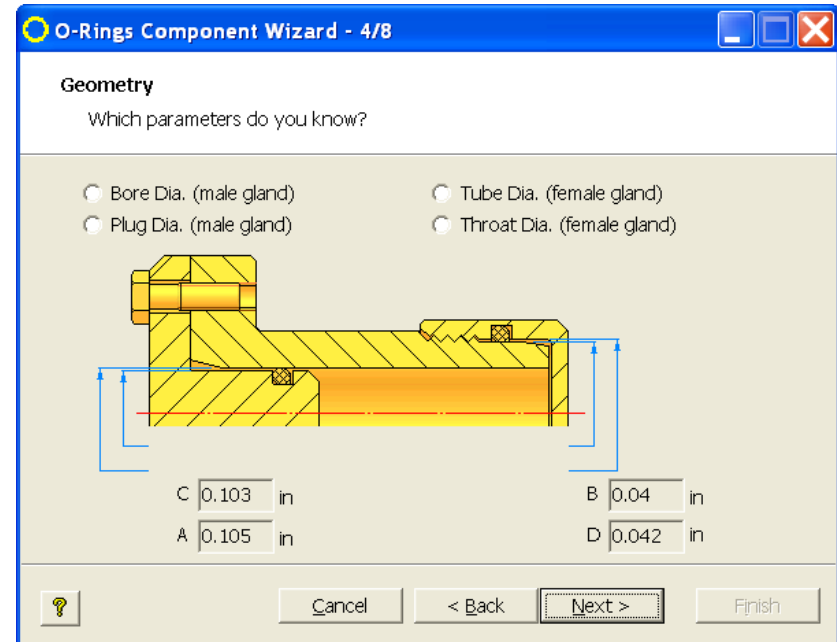 O-Rings Component Wizard - 4/8
Geometry
Which parameters do you know?
Bore Dia. (male gland) Tube Dia. (female gland)
Plug Dia. (male gland) Throat Dia. (female gland)
C 0.103 in B 0.04 in
A 0.105 in D 0.042 in
? Cancel < Back Next > Finish